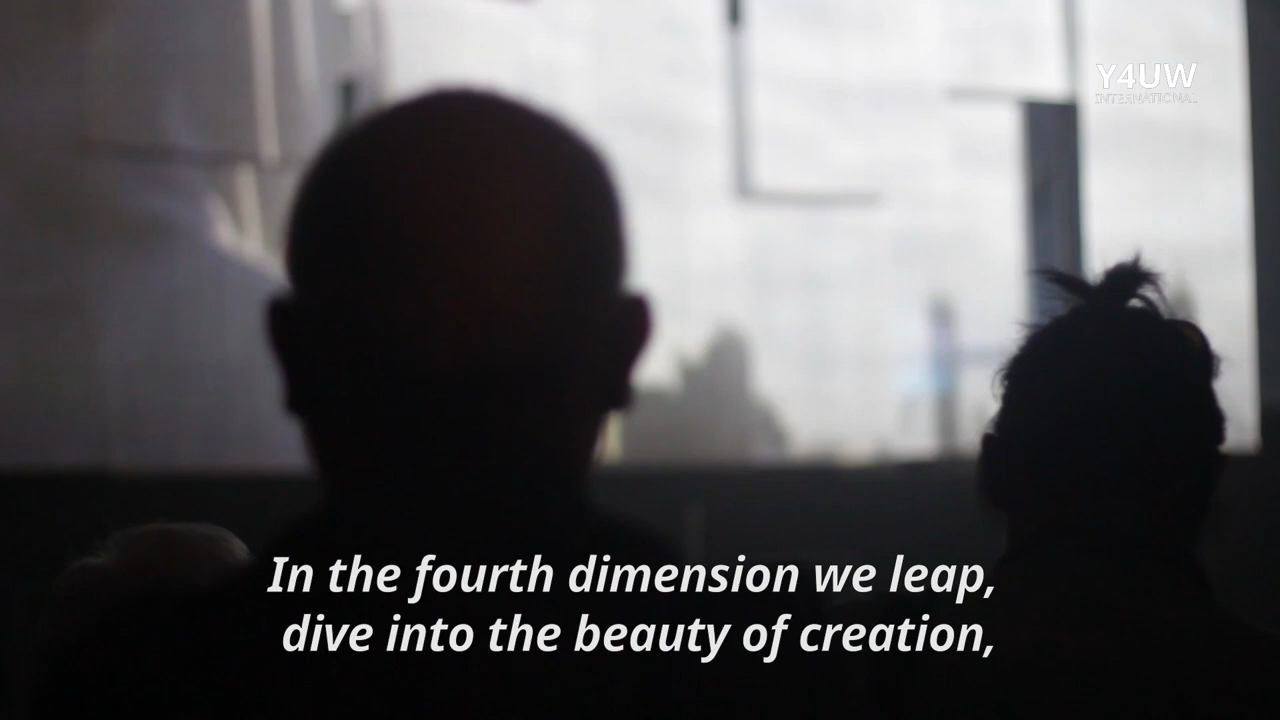 Y4UW
INTERNATIONAL
In the fourth dimension we leap,
dive into the beauty of creation,